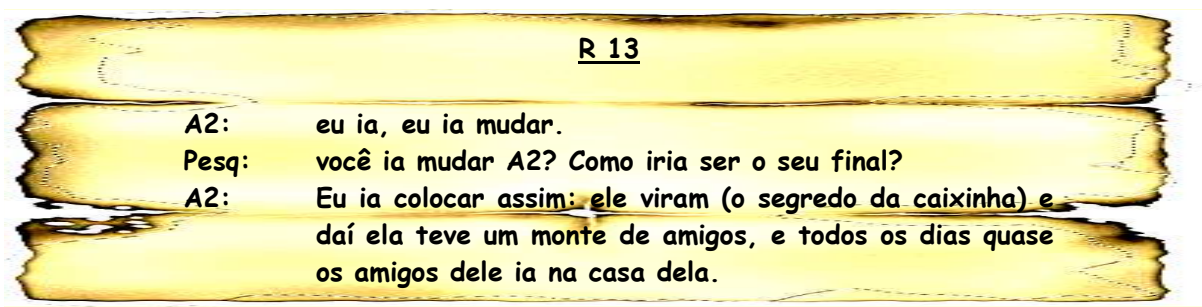 R 13
A2: eu ia, eu ia mudar.
Pesq: você ia mudar A2? Como iria ser o seu final?
A2: Eu ia colocar assim: ele viram (o segredo da caixinha) e
daí ela teve um monte de amigos, e todos os dias quase
os amigos dele ia na casa dela.